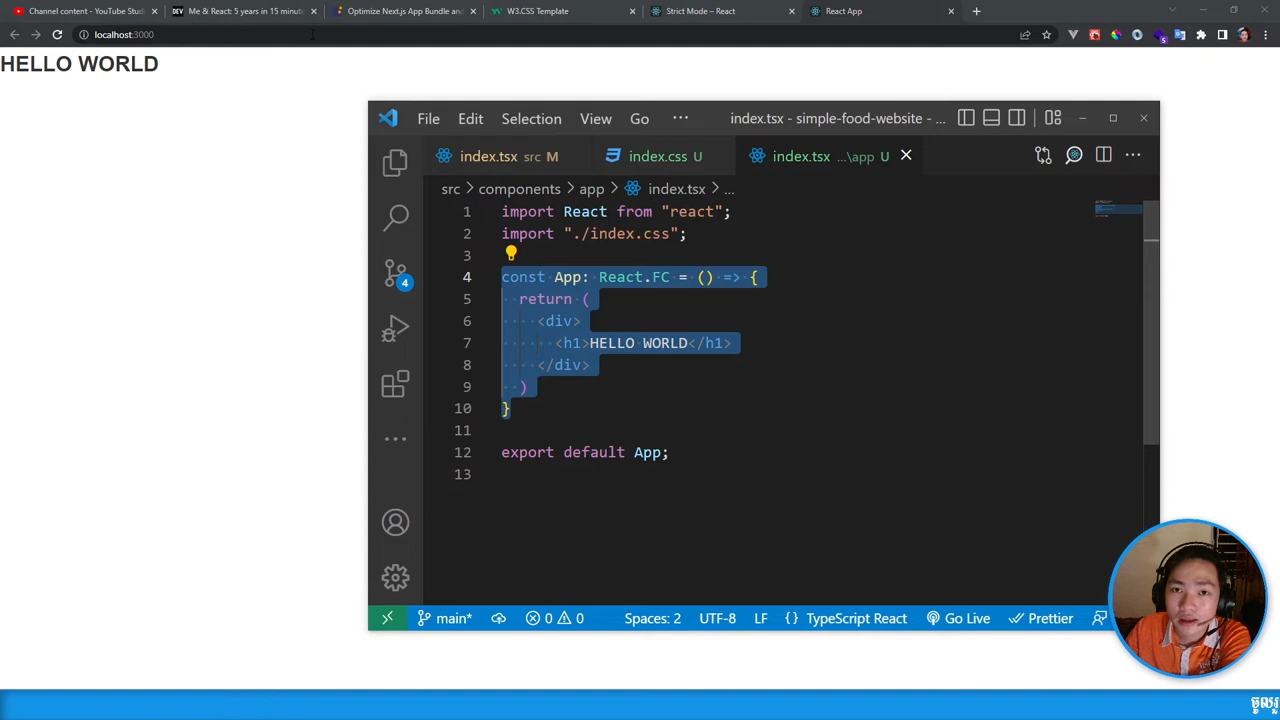 Channel content - YouTube Studi
Me & React: 5 years in 15 minute
Optimize Next.js App Bundle and
W3.CSS Template
Strict Mode – React
React App
localhost:3000
HELLO WORLD
File Edit Selection View Go ···
index.tsx - simple-food-website - ...
index.tsx src M
index.css U
index.tsx ...\app U
src > components > app > index.tsx > ...
1 import React from "react";
2 import "./index.css";
3
4 const App: React.FC = () => {
5 return (
6 <div>
7 <h1>HELLO WORLD</h1>
8 </div>
9 )
10 }
11
12 export default App;
13
4
main*
0 0
Spaces: 2
UTF-8
LF
{ } TypeScript React
Go Live
Prettier